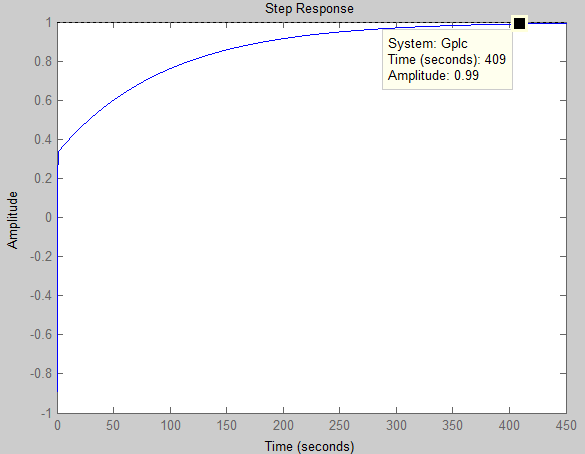 Step Response
1
0.8
0.6
0.4
0.2
0
-0.2
-0.4
-0.6
-0.8
-1
Amplitude
System: Gplc
Time (seconds): 409
Amplitude: 0.99
0 50 100 150 200 250 300 350 400 450
Time (seconds)